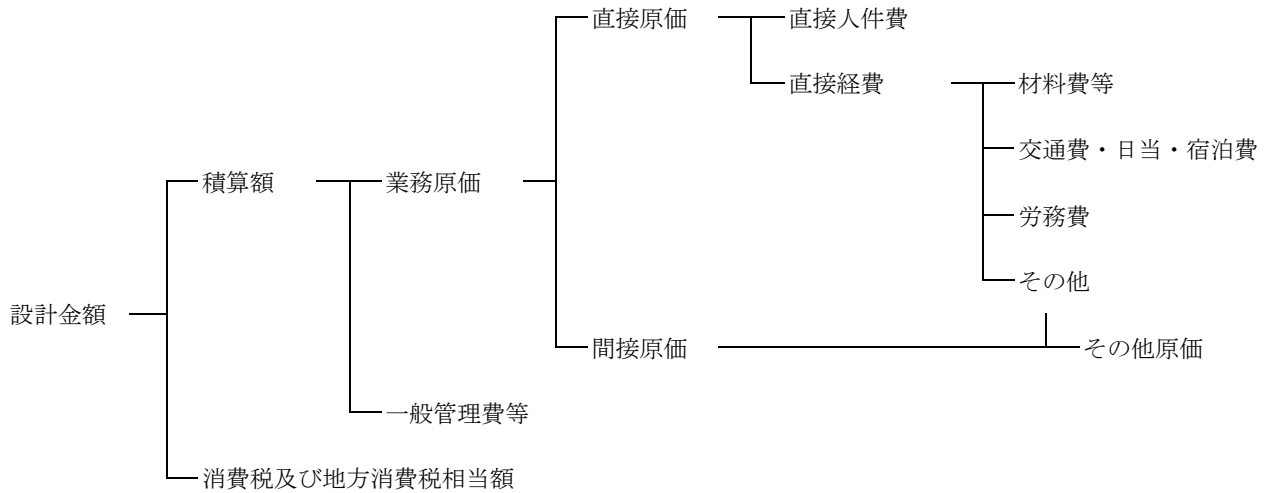 直接原価
直接人件費
直接経費
材料費等
交通費・日当・宿泊費
積算額
業務原価
労務費
その他
設計金額
間接原価
その他原価
一般管理費等
消費税及び地方消費税相当額